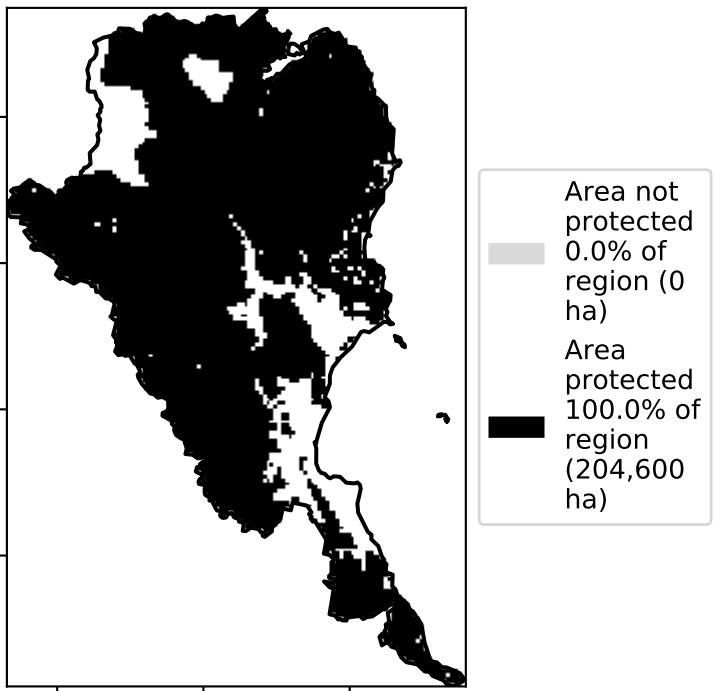 Area not
protected
0.0% of
region (0
ha)
Area
protected
100.0% of
region
(204,600
ha)